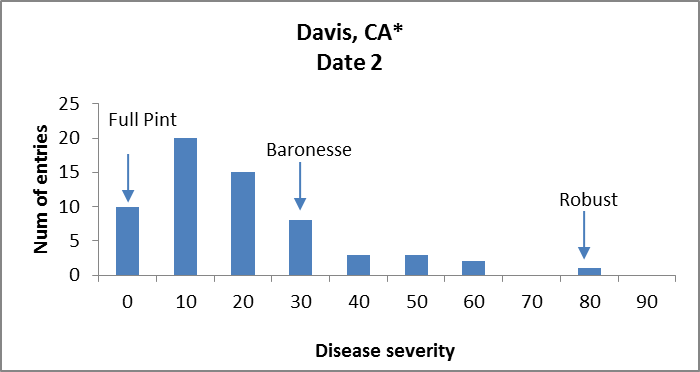 Davis, CA*
Date 2
Num of entries
25
20
15
10
5
0
Full Pint
Baronesse
Robust
0 10 20 30 40 50 60 70 80 90
Disease severity